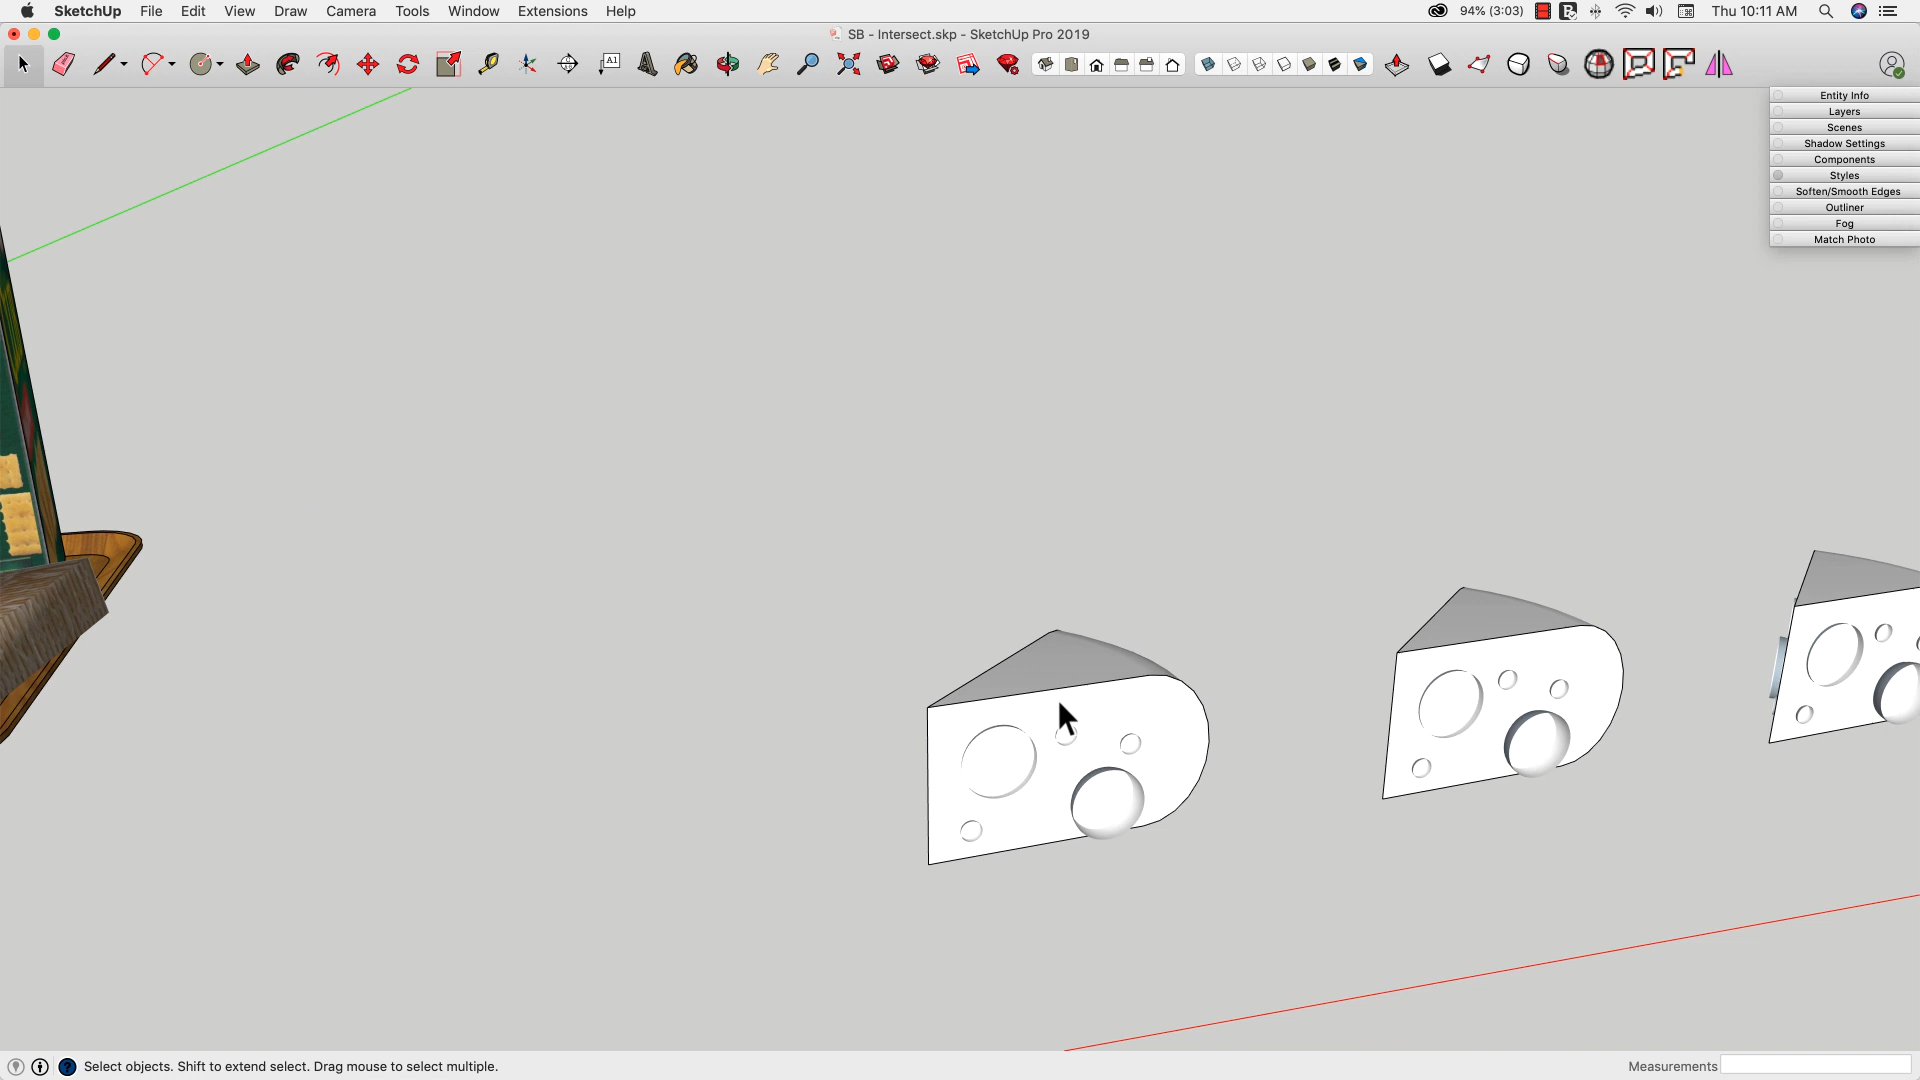 SketchUp File Edit View Draw Camera Tools Window Extensions Help 94% (3:03) Thu 10:11 AM
SB - Intersect.skp - SketchUp Pro 2019
A1
Entity Info
Layers
Scenes
Shadow Settings
Components
Styles
Soften/Smooth Edges
Outliner
Fog
Match Photo
Select objects. Shift to extend select. Drag mouse to select multiple.
Measurements